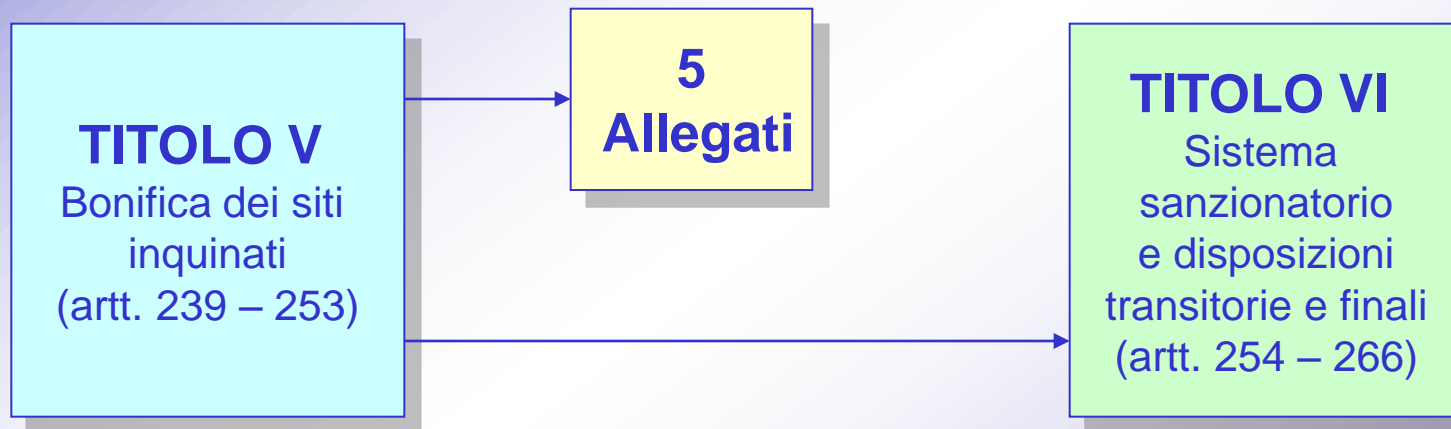 TITOLO V
Bonifica dei siti
inquinati
(artt. 239 – 253)
5
Allegati
TITOLO VI
Sistema
sanzionatorio
e disposizioni
transitorie e finali
(artt. 254 – 266)